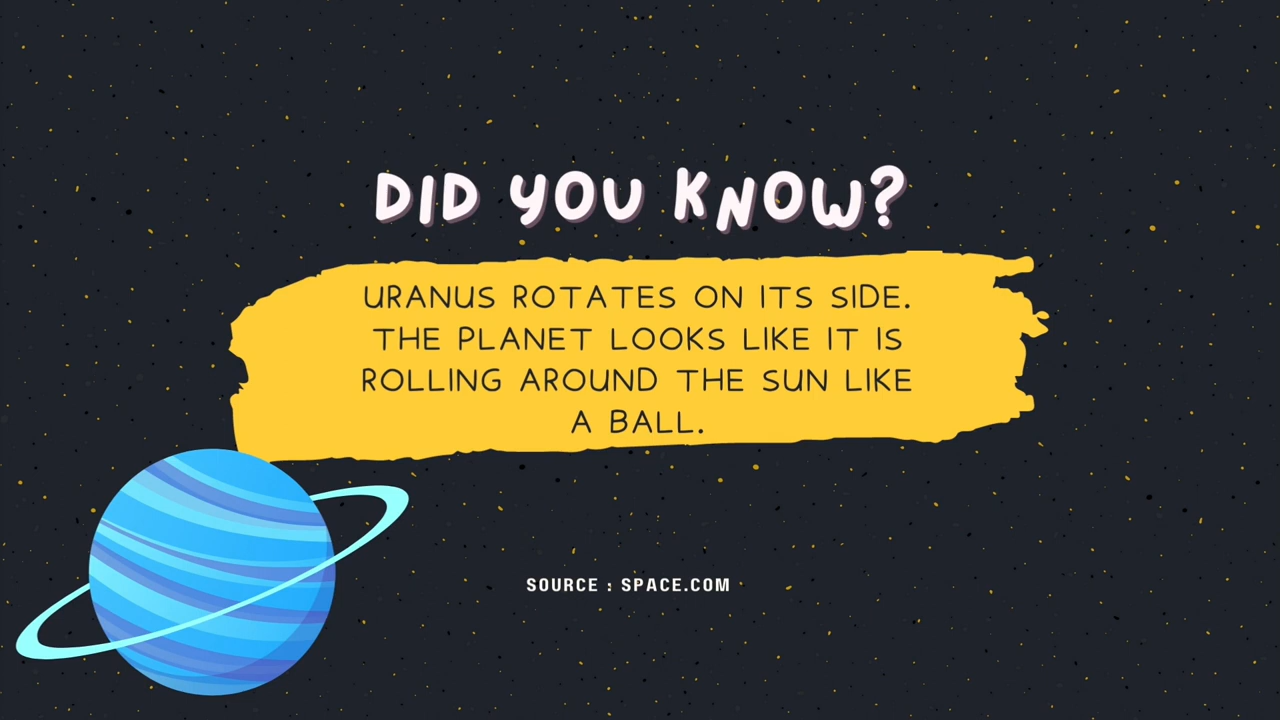 DID YOU KNOW?
URANUS ROTATES ON ITS SIDE.
THE PLANET LOOKS LIKE IT IS
ROLLING AROUND THE SUN LIKE
A BALL.
SOURCE : SPACE.COM